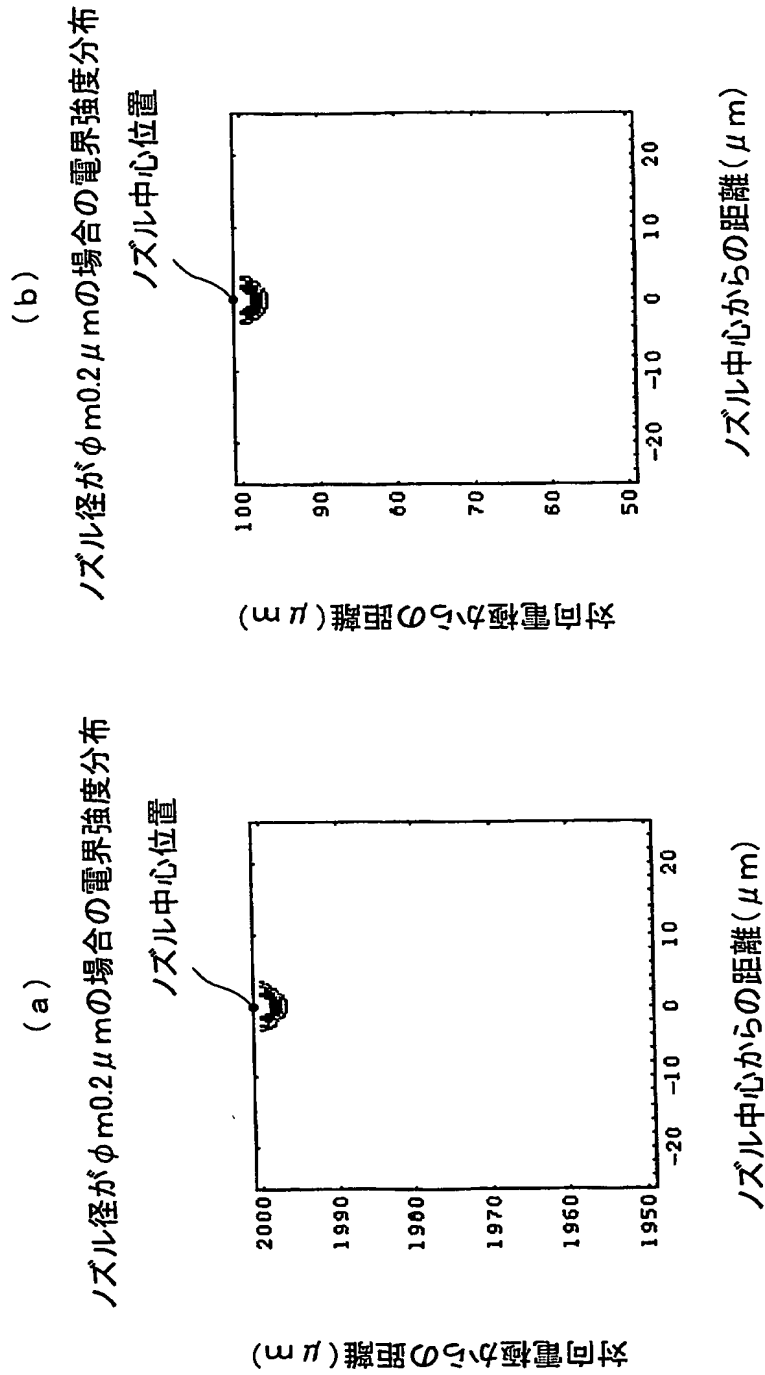 (a)
ノズル径がφm0.2μmの場合の電界強度分布
ノズル中心位置
対向電極からの距離(μm)
2000
1990
1980
1970
1960
1950
-20
-10
0
10
20
ノズル中心からの距離(μm)
(b)
ノズル径がφm0.2μmの場合の電界強度分布
ノズル中心位置
対向電極からの距離(μm)
100
90
80
70
60
50
-20
-10
0
10
20
ノズル中心からの距離(μm)